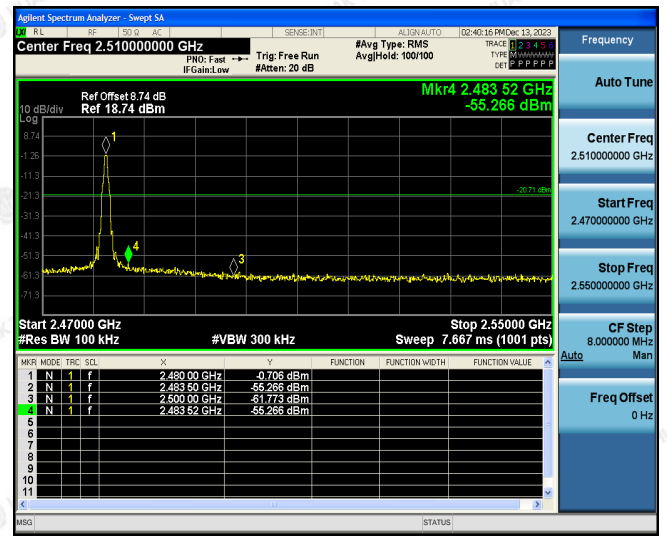 Agilent Spectrum Analyzer - Swept SA
LXI RL RF 50 Ω AC SENSE:INT ALIGN AUTO 02:40:16 PM Dec 13, 2023
Center Freq 2.510000000 GHz
PNO: Fast
IFGain:Low
Trig: Free Run
#Atten: 20 dB
#Avg Type: RMS
Avg|Hold: 100/100
TRACE 1 2 3 4 5 6
TYPE M W W W W W
DET P P P P P P
Ref Offset 8.74 dB
10 dB/div Ref 18.74 dBm
Log
Mkr4 2.483 52 GHz
-55.266 dBm
8.74
-1.26
-11.3
-21.3
-31.3
-41.3
-51.3
-61.3
-71.3
1
4
3
-20.71 dBm
Start 2.47000 GHz Stop 2.55000 GHz
#Res BW 100 kHz #VBW 300 kHz Sweep 7.667 ms (1001 pts)
MKR MODE TRC SCL X Y FUNCTION FUNCTION WIDTH FUNCTION VALUE
1 N 1 f 2.480 00 GHz -0.706 dBm
2 N 1 f 2.483 50 GHz -55.266 dBm
3 N 1 f 2.500 00 GHz -61.773 dBm
4 N 1 f 2.483 52 GHz -55.266 dBm
5
6
7
8
9
10
11
MSG STATUS
Frequency
Auto Tune
Center Freq
2.510000000 GHz
Start Freq
2.470000000 GHz
Stop Freq
2.550000000 GHz
CF Step
8.000000 MHz
Auto Man
Freq Offset
0 Hz